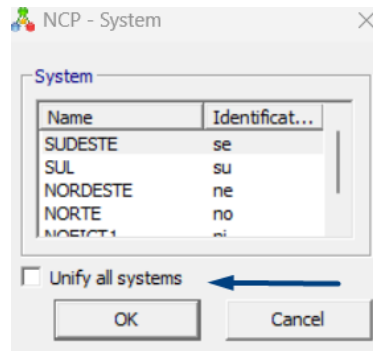 NCP - System
System
Name Identificat...
SUDESTE se
SUL su
NORDESTE ne
NORTE no
Unify all systems
OK Cancel